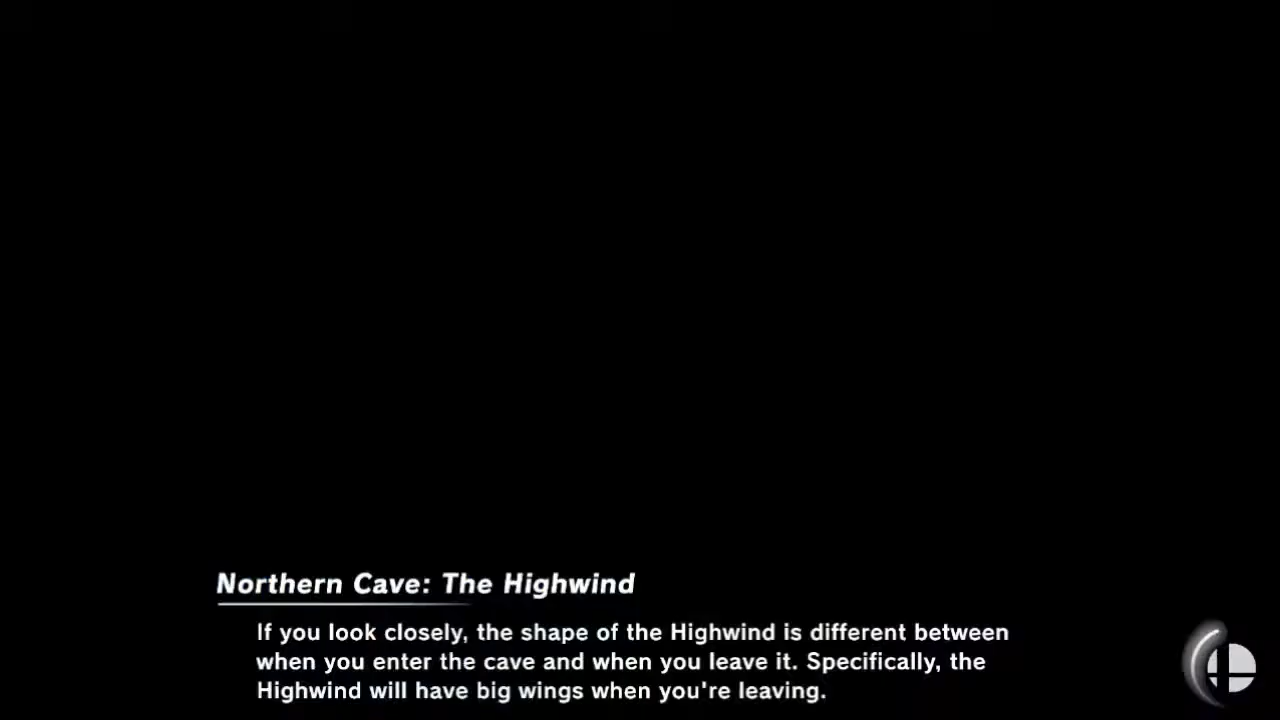 Northern Cave: The Highwind
If you look closely, the shape of the Highwind is different between
when you enter the cave and when you leave it. Specifically, the
Highwind will have big wings when you're leaving.